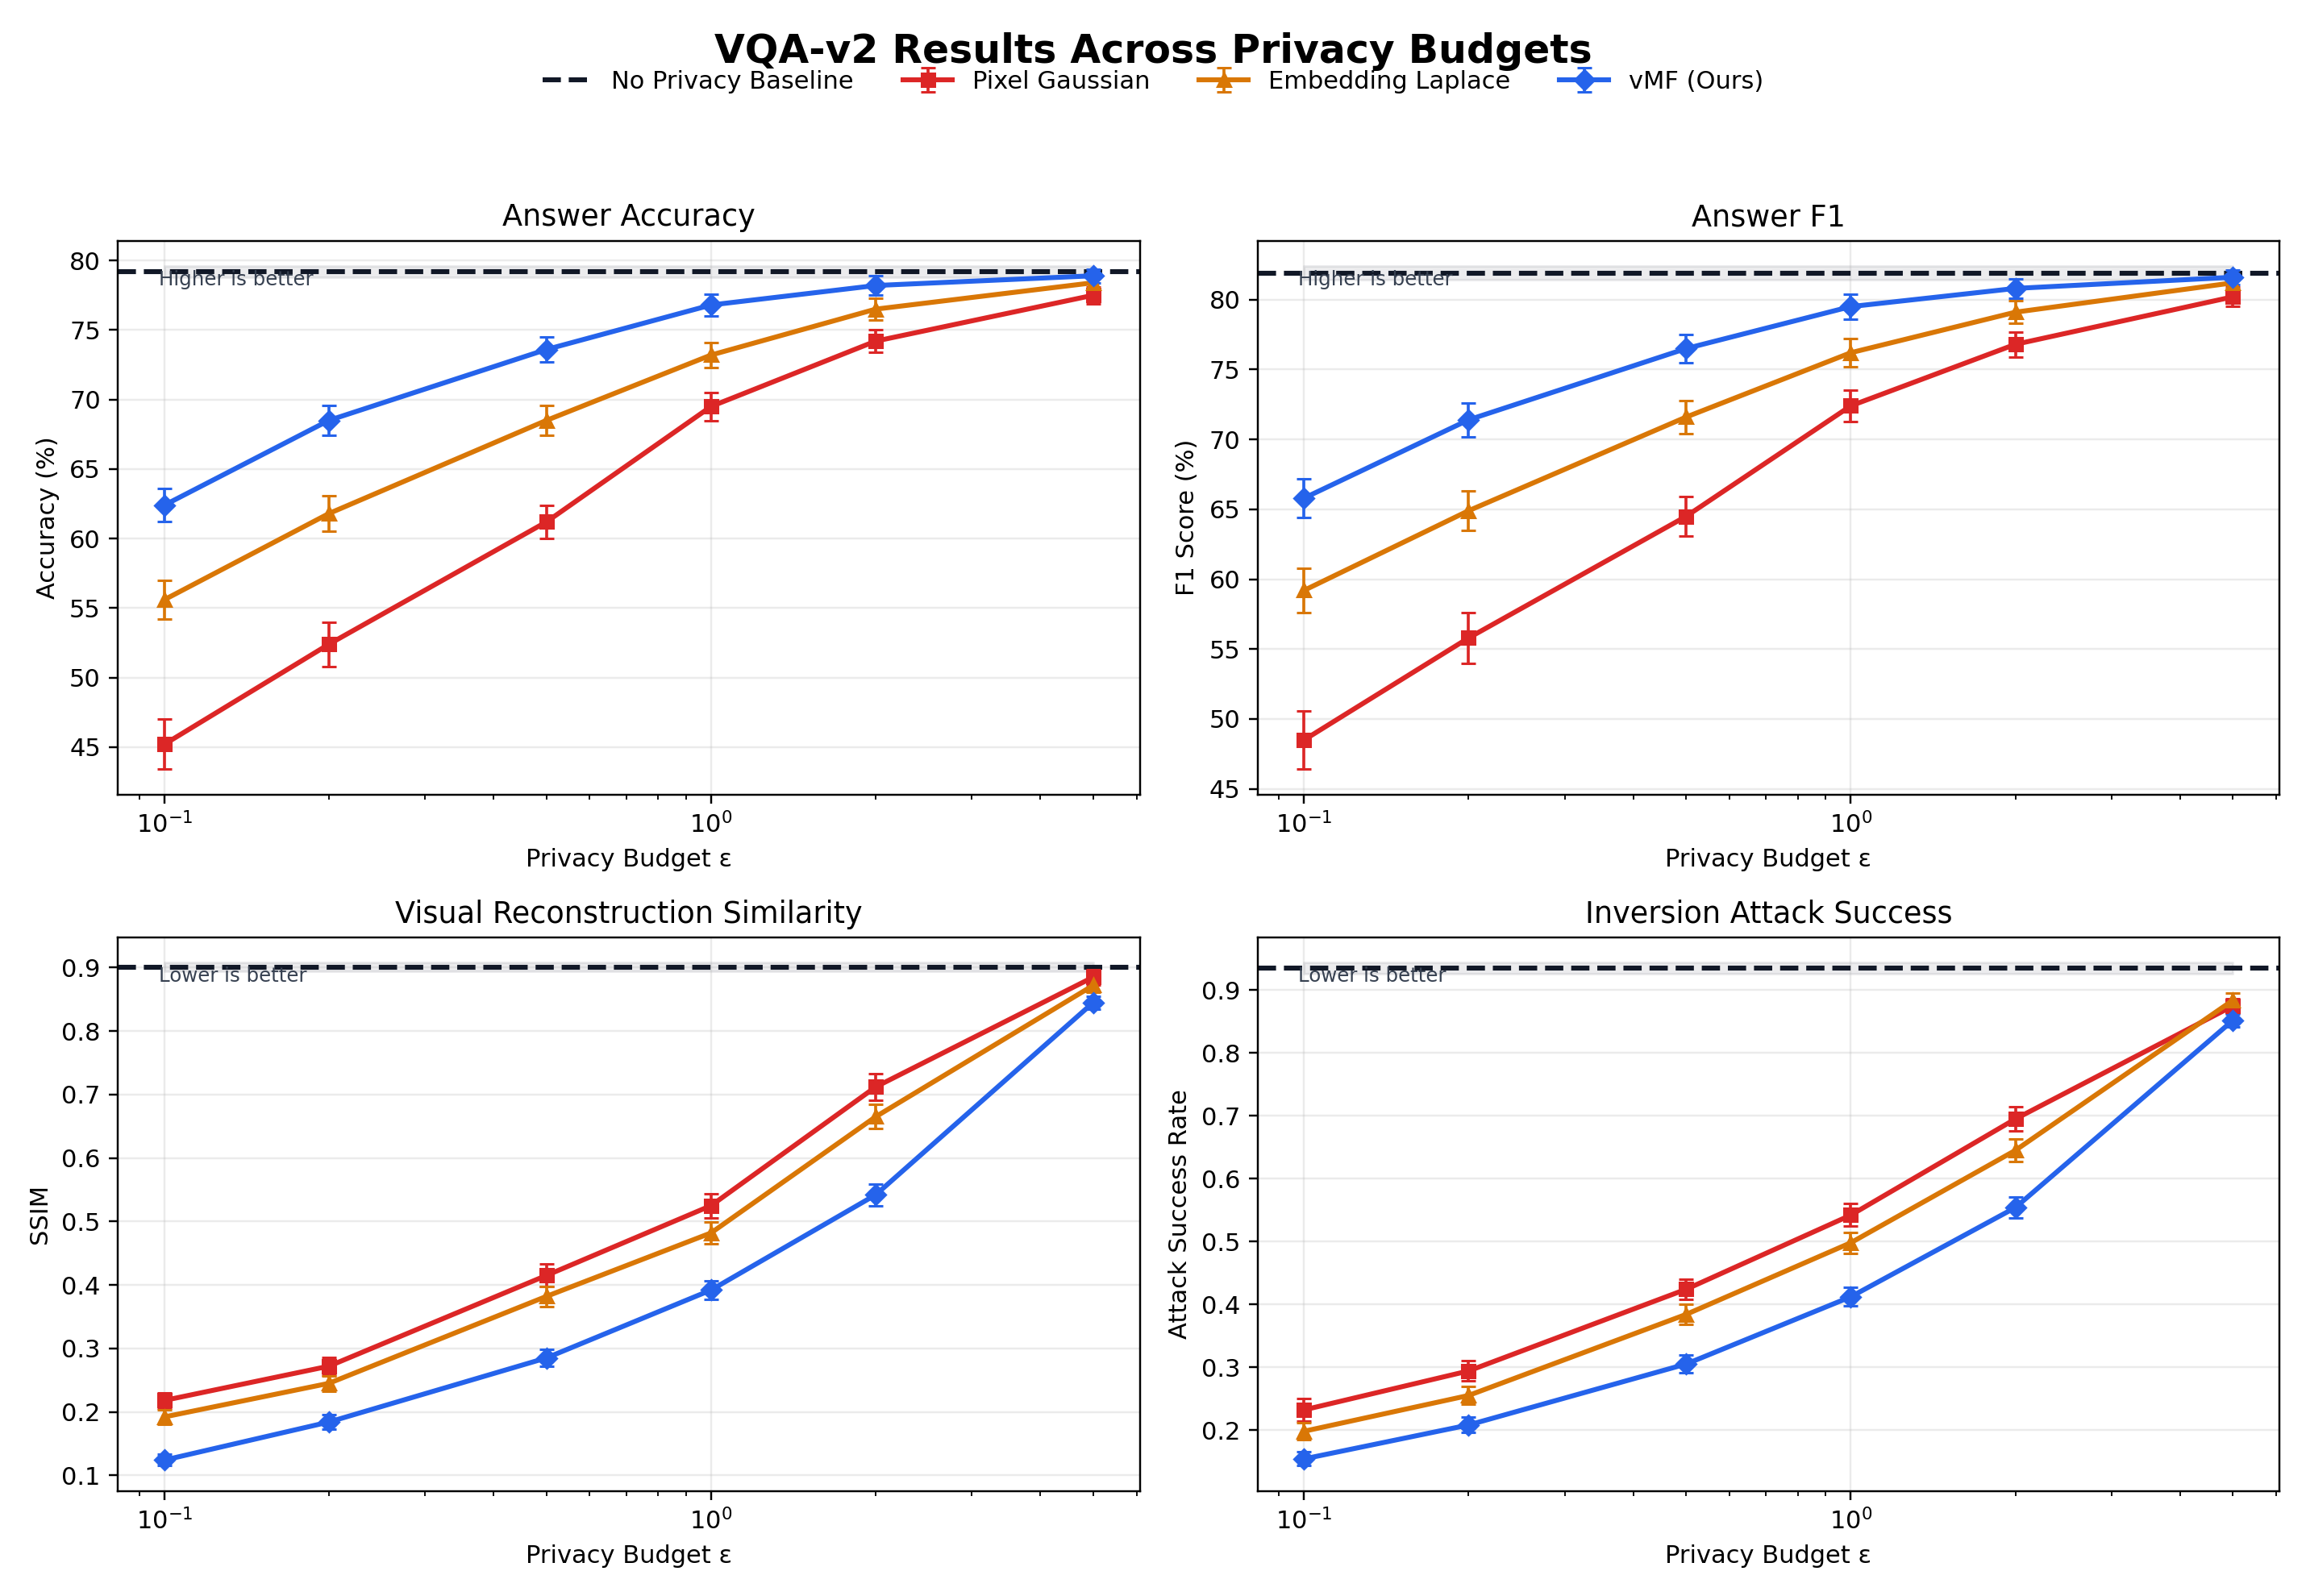 VQA-v2 Results Across Privacy Budgets
No Privacy Baseline Pixel Gaussian Embedding Laplace vMF (Ours)
Answer Accuracy
Higher is better
Accuracy (%)
80
75
70
65
60
55
50
45
10⁻¹ 10⁰
Privacy Budget ε
Answer F1
Higher is better
F1 Score (%)
80
75
70
65
60
55
50
45
10⁻¹ 10⁰
Privacy Budget ε
Visual Reconstruction Similarity
Lower is better
SSIM
0.9
0.8
0.7
0.6
0.5
0.4
0.3
0.2
0.1
10⁻¹ 10⁰
Privacy Budget ε
Inversion Attack Success
Lower is better
Attack Success Rate
0.9
0.8
0.7
0.6
0.5
0.4
0.3
0.2
10⁻¹ 10⁰
Privacy Budget ε